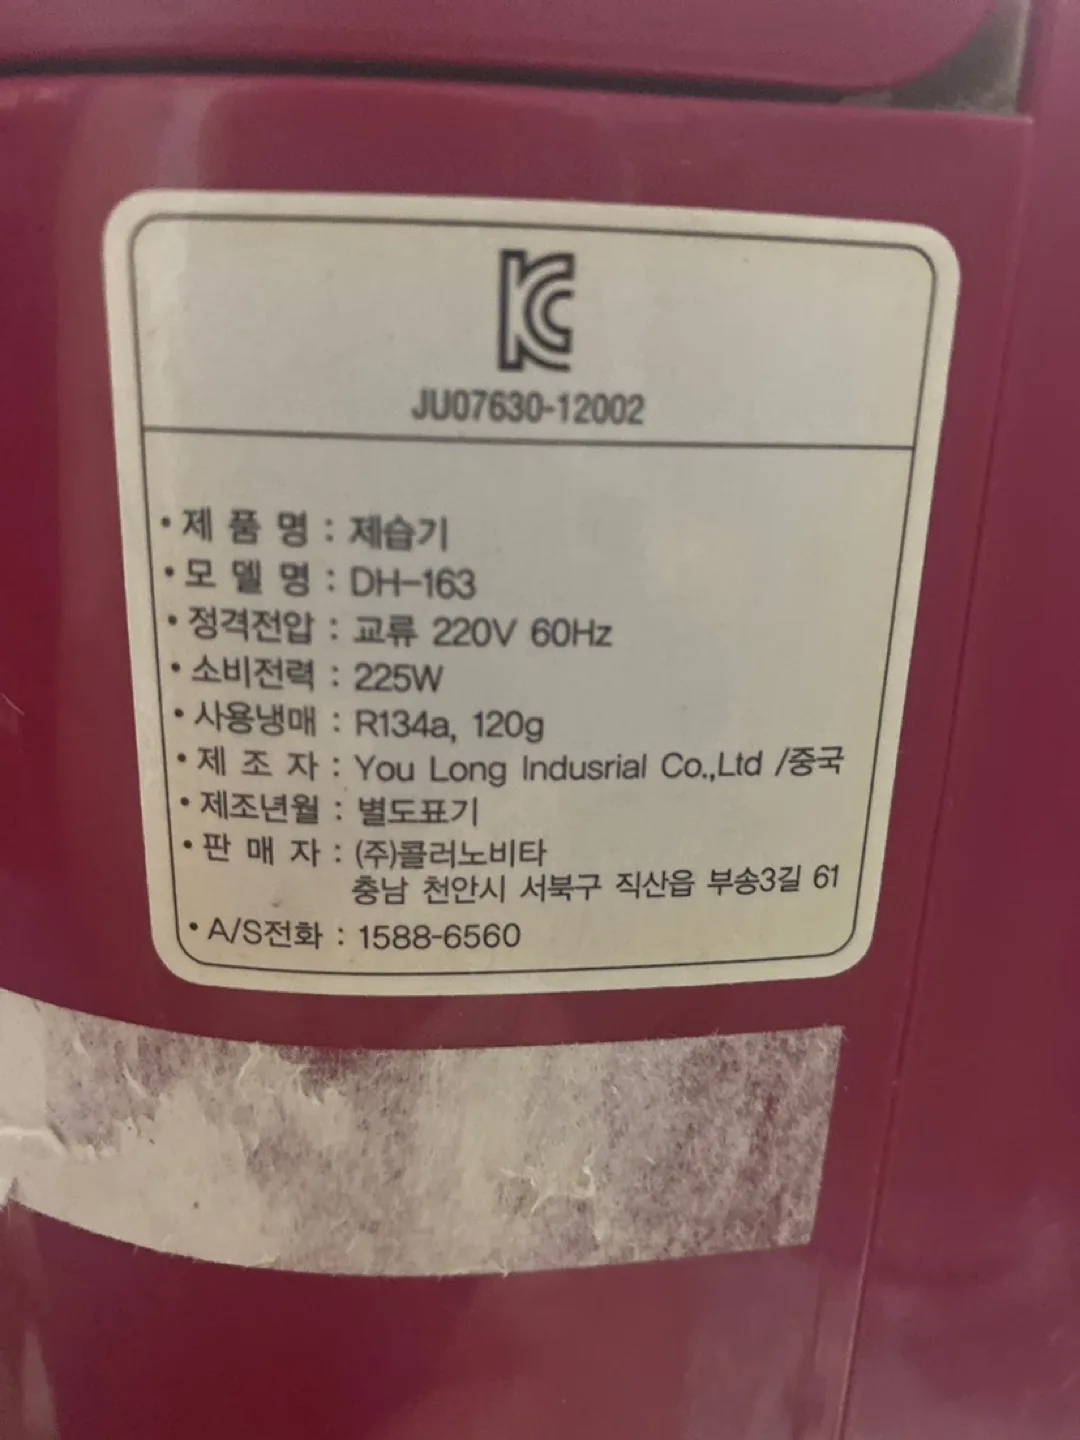 KC
JU07630-12002
• 제 품 명 : 제습기
• 모 델 명 : DH-163
• 정격전압 : 교류 220V 60Hz
• 소비전력 : 225W
• 사용냉매 : R134a, 120g
• 제 조 자 : You Long Indusrial Co.,Ltd /중국
• 제조년월 : 별도표기
• 판 매 자 : (주)콜러노비타
충남 천안시 서북구 직산읍 부송3길 61
• A/S전화 : 1588-6560